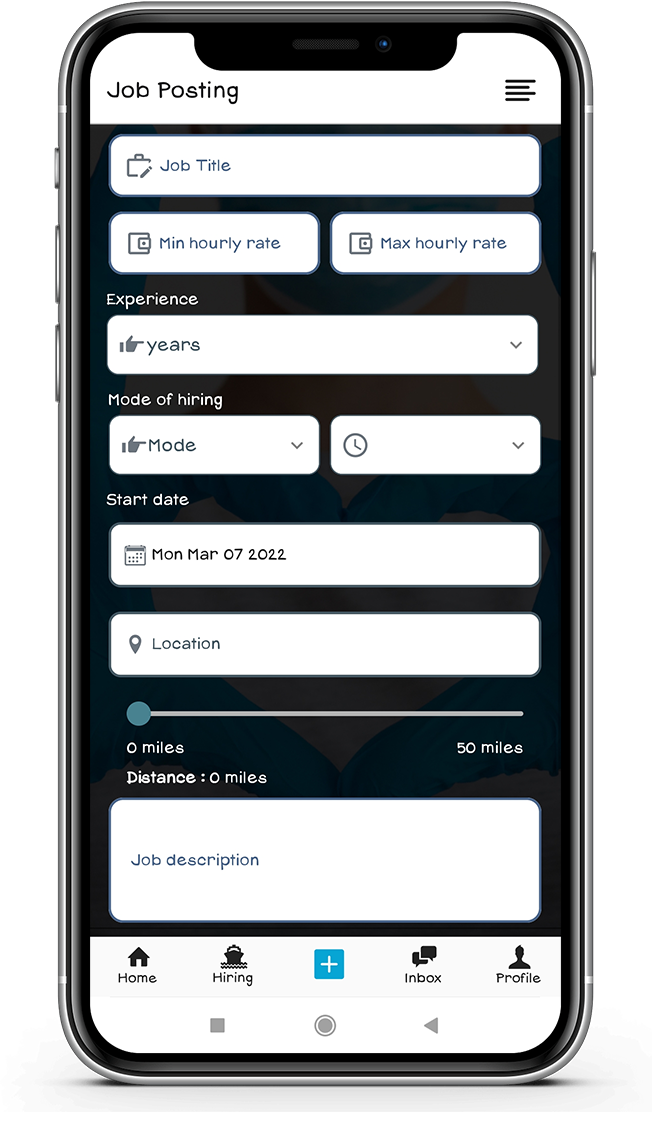 Job Posting
Job Title
Min hourly rate Max hourly rate
Experience
years
Mode of hiring
Mode
Start date
Mon Mar 07 2022
Location
0 miles 50 miles
Distance : 0 miles
Job description
Home Hiring Inbox Profile